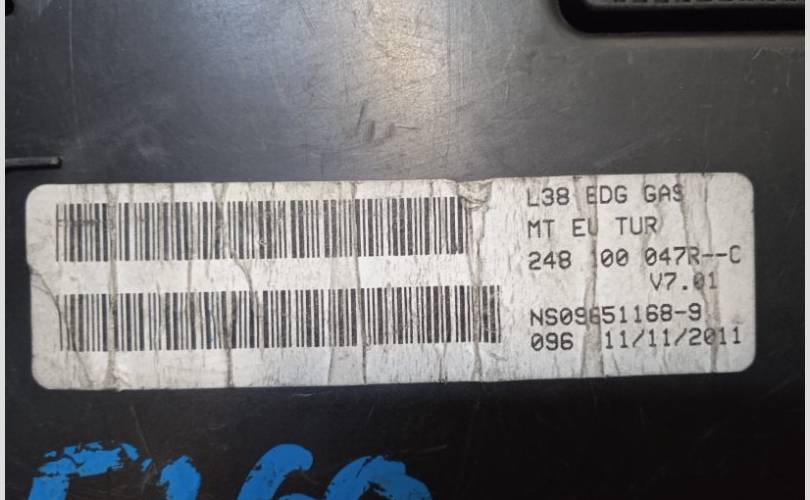 L38 EDG GAS
MT EU TUR
248 100 047R--C
V7.01
NS09651168-9
096 11/11/2011